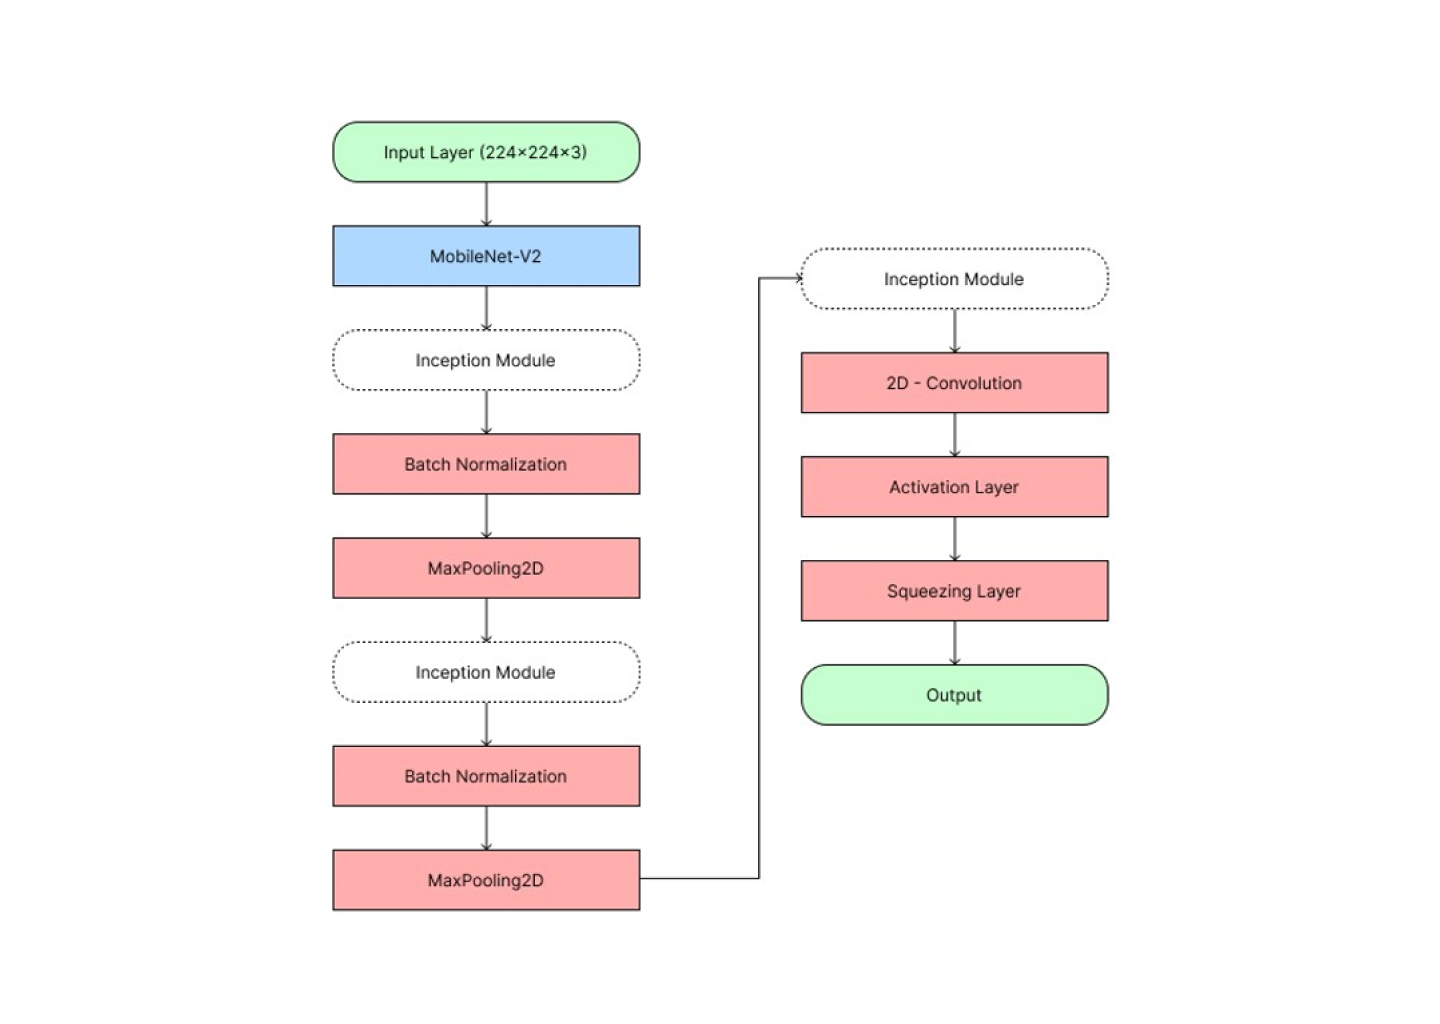 Input Layer (224×224×3)
MobileNet-V2
Inception Module
Batch Normalization
MaxPooling2D
Inception Module
Batch Normalization
MaxPooling2D
Inception Module
2D - Convolution
Activation Layer
Squeezing Layer
Output